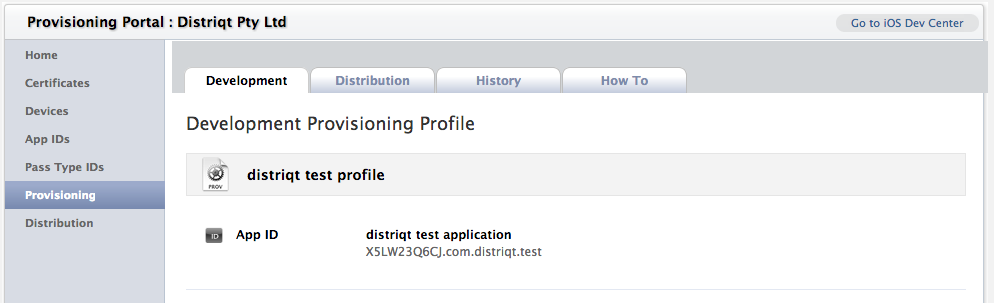 Provisioning Portal : Distriqt Pty Ltd
Go to iOS Dev Center
Home
Certificates
Devices
App IDs
Pass Type IDs
Provisioning
Distribution
Development
Distribution
History
How To
Development Provisioning Profile
PROV
distriqt test profile
ID
App ID
distriqt test application
X5LW23Q6CJ.com.distriqt.test